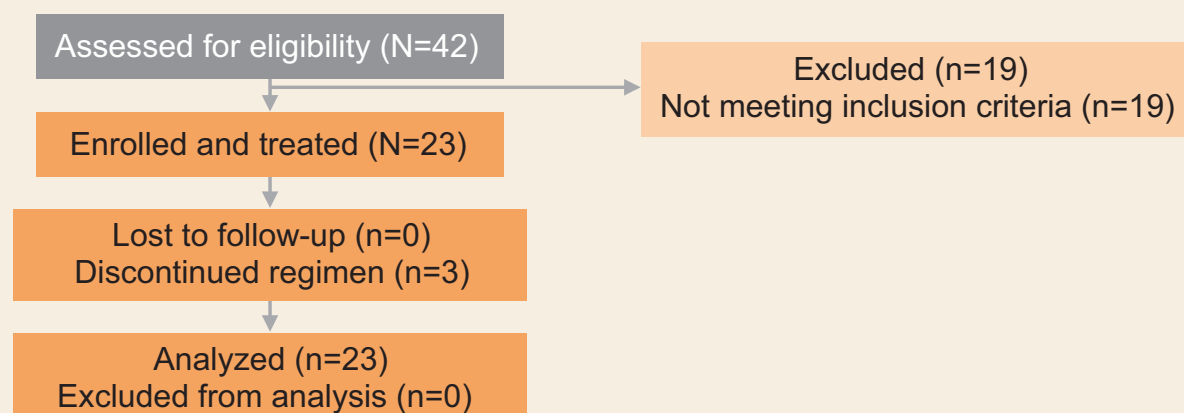 Assessed for eligibility (N=42)
Excluded (n=19)
Not meeting inclusion criteria (n=19)
Enrolled and treated (N=23)
Lost to follow-up (n=0)
Discontinued regimen (n=3)
Analyzed (n=23)
Excluded from analysis (n=0)